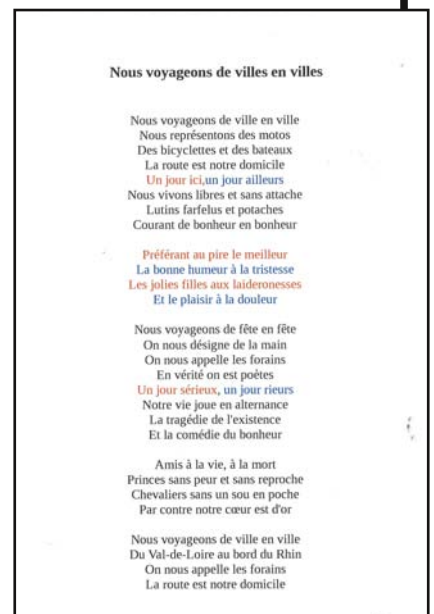 Nous voyageons de villes en villes
Nous voyageons de ville en ville
Nous représentons des motos
Des bicyclettes et des bateaux
La route est notre domicile
Un jour ici,un jour ailleurs
Nous vivons libres et sans attache
Lutins farfelus et potaches
Courant de bonheur en bonheur
Préférant au pire le meilleur
La bonne humeur à la tristesse
Les jolies filles aux laideronesses
Et le plaisir à la douleur
Nous voyageons de fête en fête
On nous désigne de la main
On nous appelle les forains
En vérité on est poètes
Un jour sérieux, un jour rieurs
Notre vie joue en alternance
La tragédie de l'existence
Et la comédie du bonheur
Amis à la vie, à la mort
Princes sans peur et sans reproche
Chevaliers sans un sou en poche
Par contre notre cœur est d'or
Nous voyageons de ville en ville
Du Val-de-Loire au bord du Rhin
On nous appelle les forains
La route est notre domicile